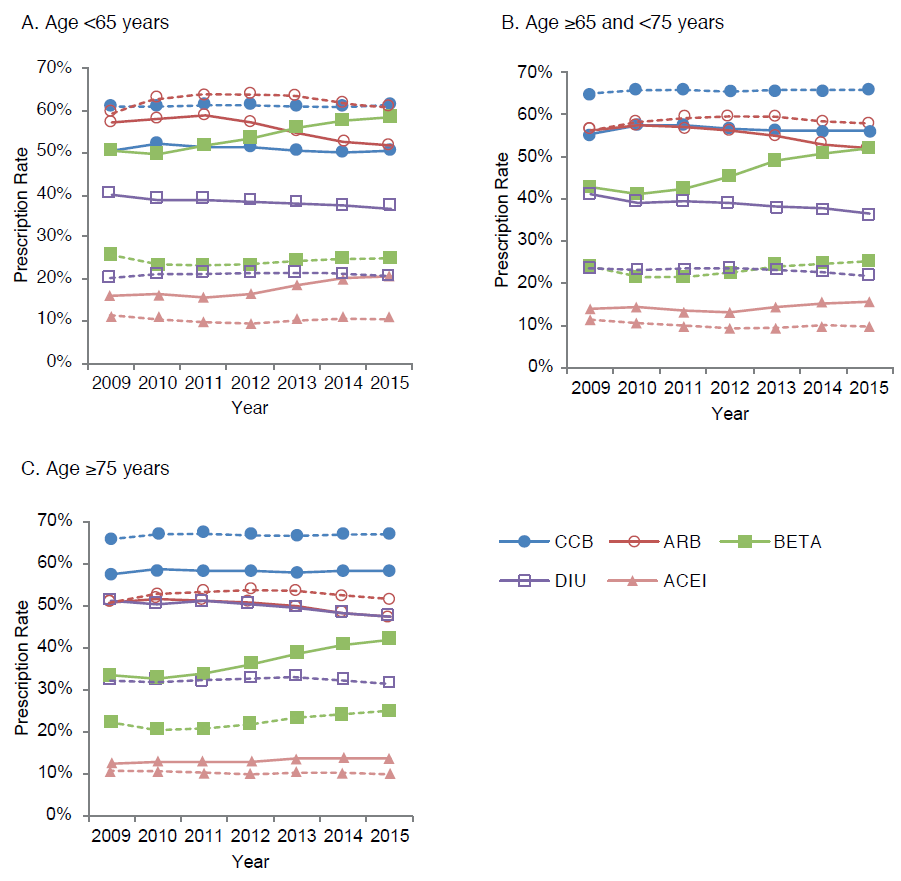 A. Age <65 years
70%
60%
50%
40%
30%
20%
10%
0%
Prescription Rate
2009 2010 2011 2012 2013 2014 2015
Year
B. Age ≥65 and <75 years
70%
60%
50%
40%
30%
20%
10%
0%
Prescription Rate
2009 2010 2011 2012 2013 2014 2015
Year
C. Age ≥75 years
70%
60%
50%
40%
30%
20%
10%
0%
Prescription Rate
2009 2010 2011 2012 2013 2014 2015
Year
CCB ARB BETA
DIU ACEI